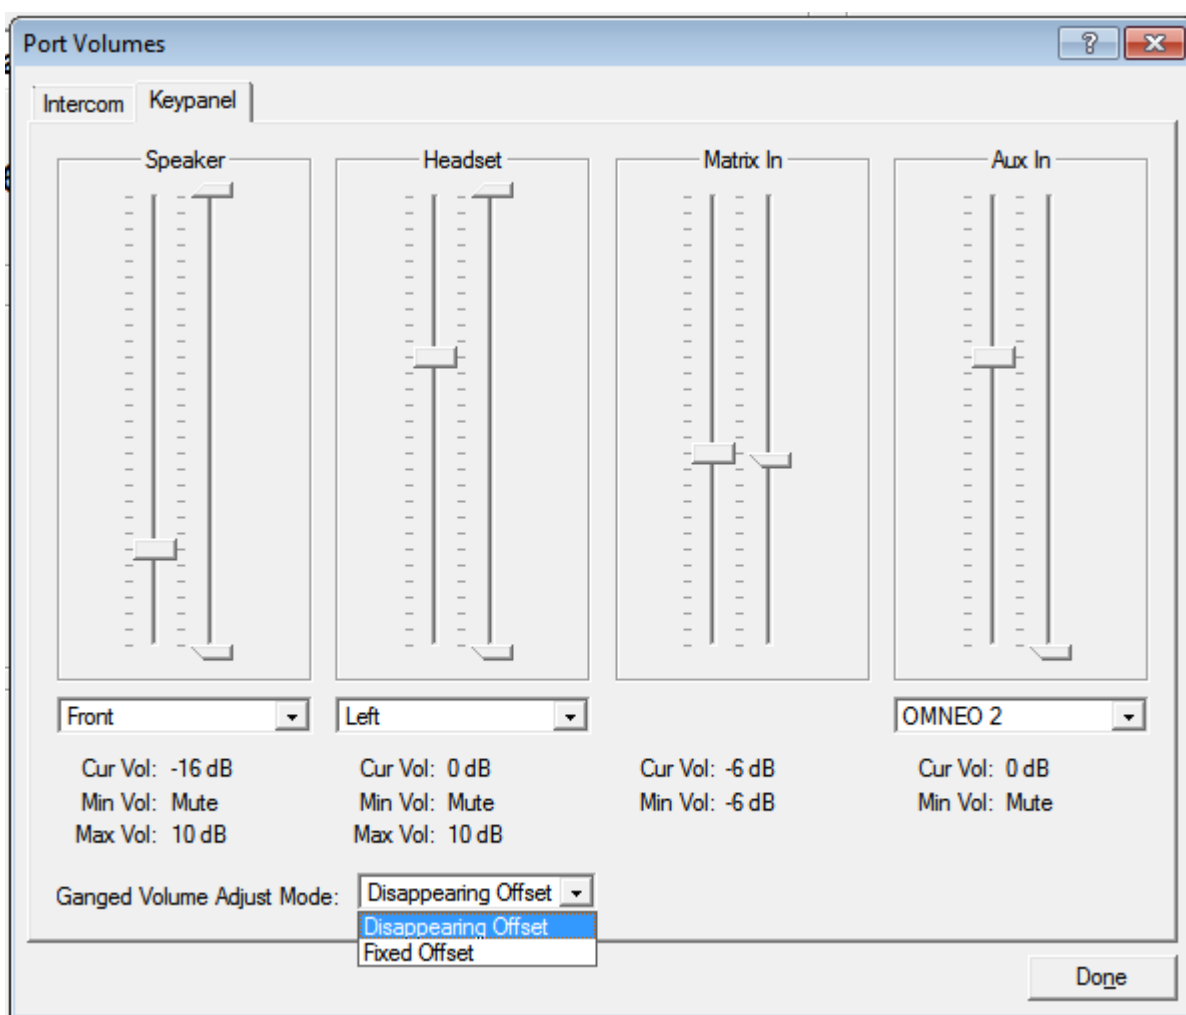 Port Volumes
Intercom
Keypanel
Speaker
Headset
Matrix In
Aux In
Front
Left
OMNEO 2
Cur Vol: -16 dB
Min Vol: Mute
Max Vol: 10 dB
Cur Vol: 0 dB
Min Vol: Mute
Max Vol: 10 dB
Cur Vol: -6 dB
Min Vol: -6 dB
Cur Vol: 0 dB
Min Vol: Mute
Ganged Volume Adjust Mode: Disappearing Offset
Disappearing Offset
Fixed Offset
Done